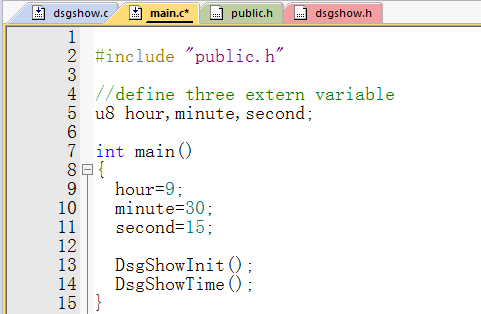 dsgshow.c main.c* public.h dsgshow.h
1
2 #include "public.h"
3
4 //define three extern variable
5 u8 hour,minute,second;
6
7 int main()
8 {
9 hour=9;
10 minute=30;
11 second=15;
12
13 DsgShowInit();
14 DsgShowTime();
15 }